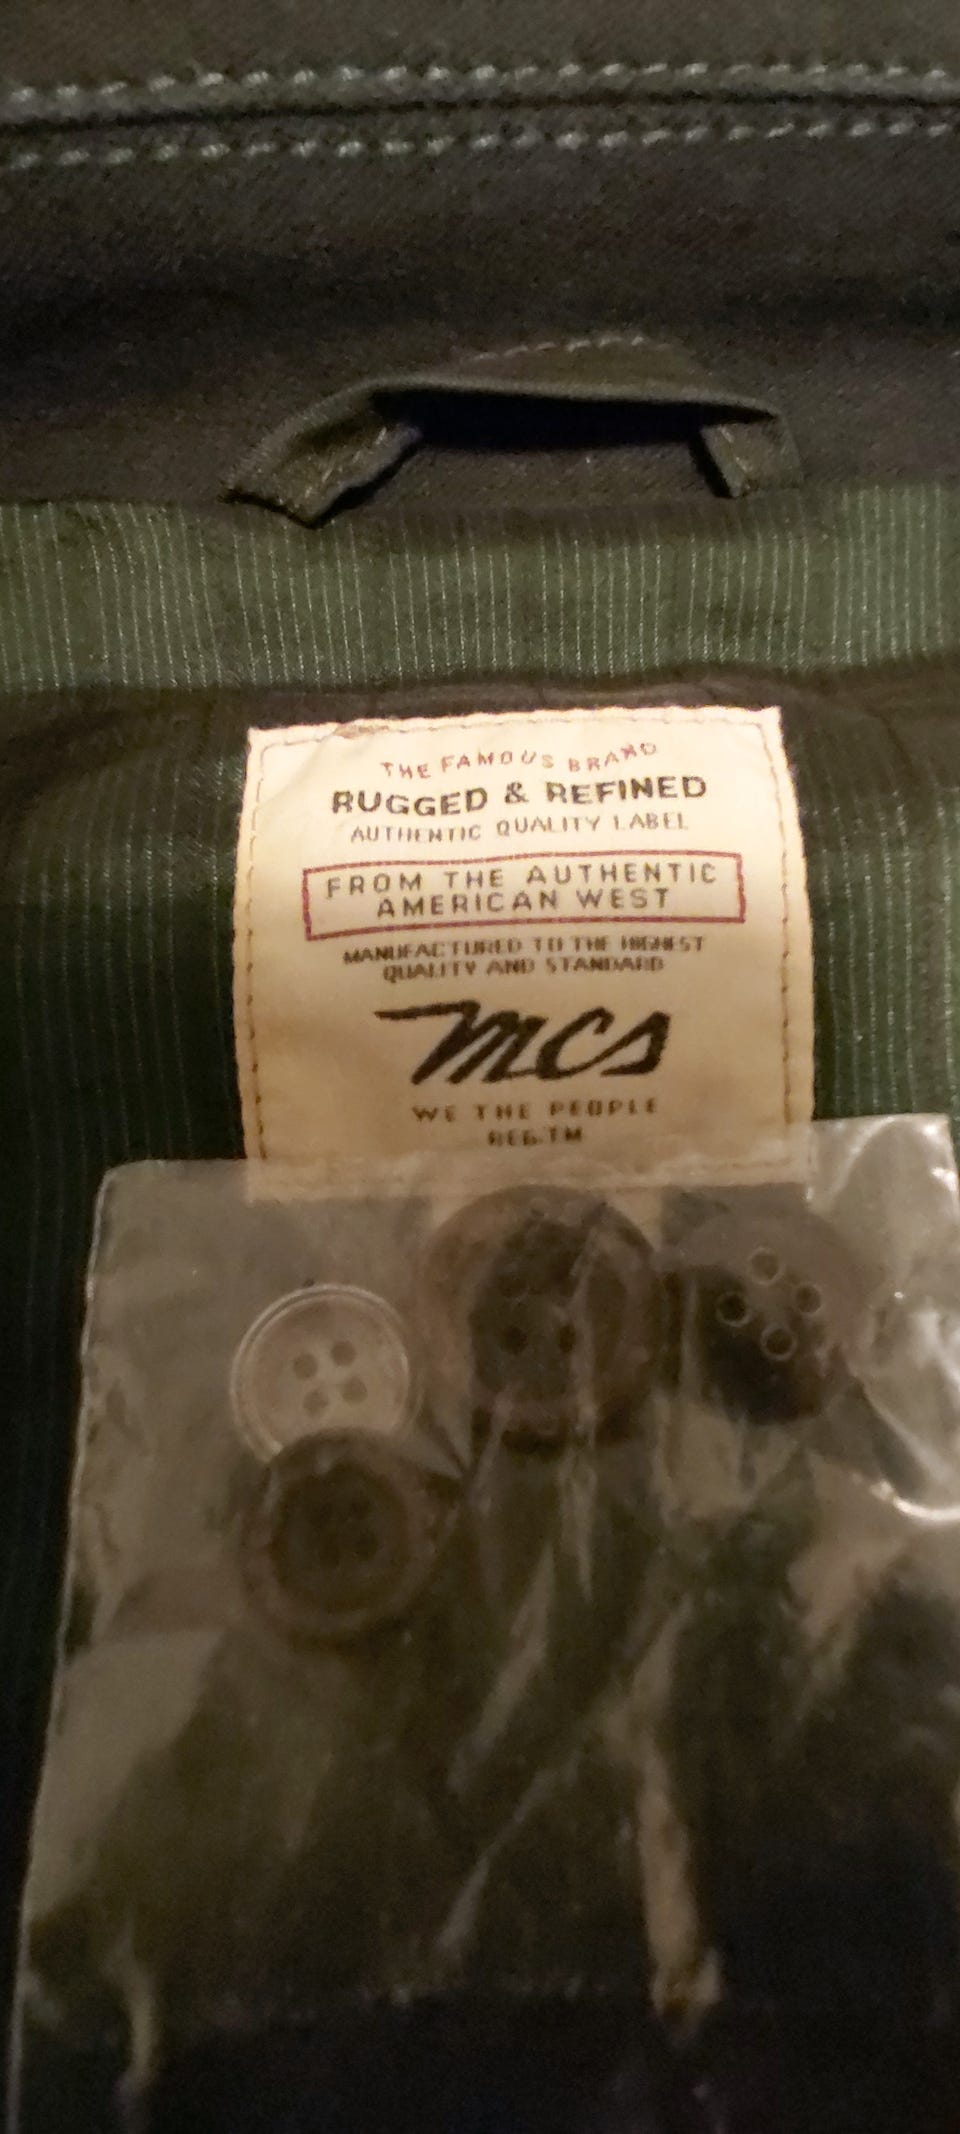 THE FAMOUS BRAND
RUGGED & REFINED
AUTHENTIC QUALITY LABEL
FROM THE AUTHENTIC
AMERICAN WEST
MANUFACTURED TO THE HIGHEST
QUALITY AND STANDARD
mcs
WE THE PEOPLE
REG.TM